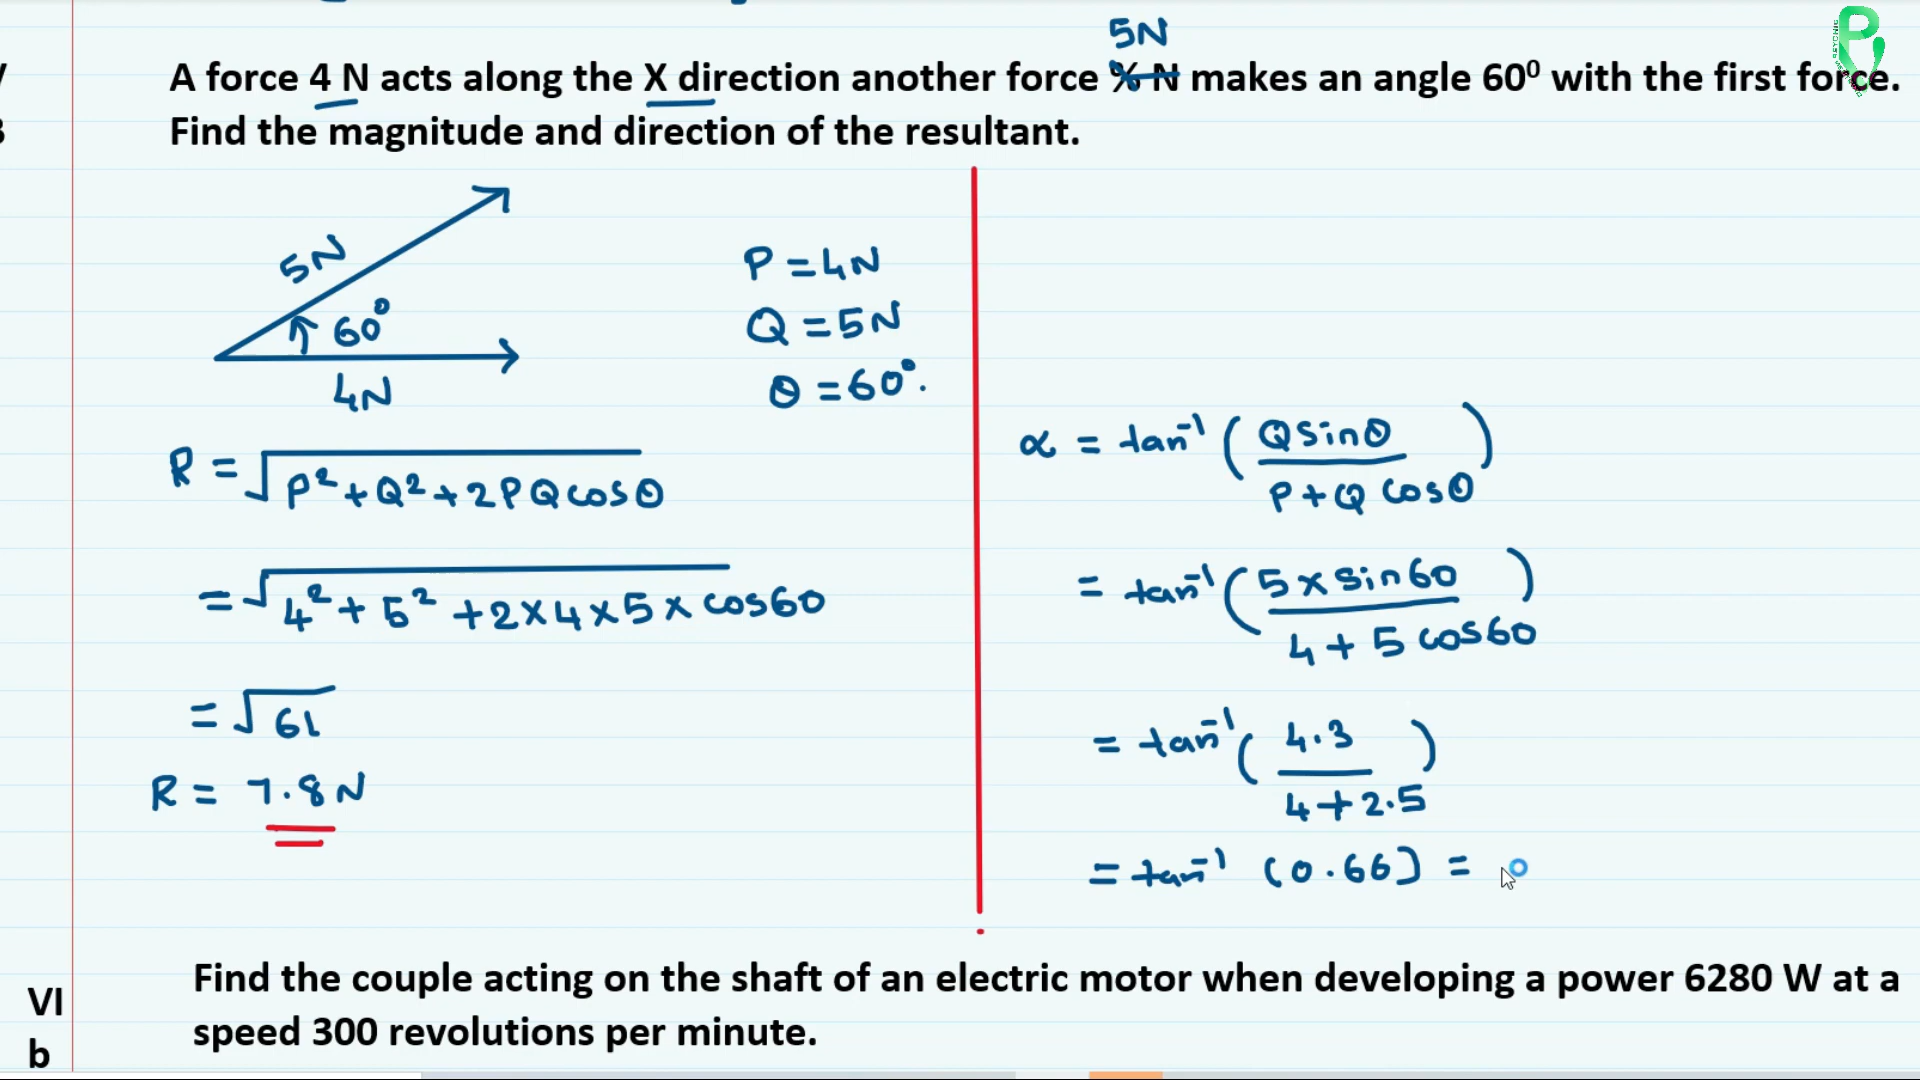 5N
A force 4 N acts along the X direction another force N makes an angle 60⁰ with the first force.
Find the magnitude and direction of the resultant.
5N
60°
4N
P = 4N
Q = 5N
θ = 60°.
R = √P² + Q² + 2PQ cosθ
= √4² + 5² + 2×4×5× cos60
= √61
R = 7.8 N
α = tan⁻¹ ( Q sinθ / P + Q cosθ )
= tan⁻¹ ( 5 × sin60 / 4 + 5 cos60 )
= tan⁻¹ ( 4.3 / 4 + 2.5 )
= tan⁻¹ (0.66) =
VI
b
Find the couple acting on the shaft of an electric motor when developing a power 6280 W at a
speed 300 revolutions per minute.